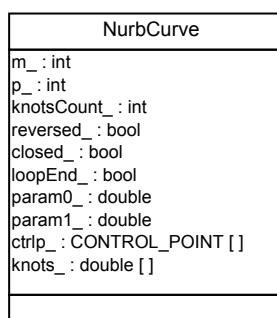 NurbCurve
m_ : int
p_ : int
knotsCount_ : int
reversed_ : bool
closed_ : bool
loopEnd_ : bool
param0_ : double
param1_ : double
ctrlp_ : CONTROL_POINT [ ]
knots_ : double [ ]